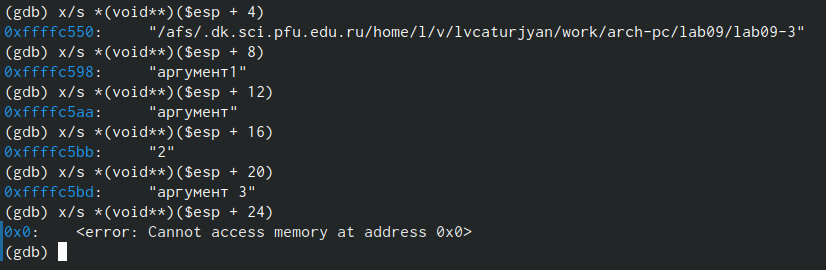 (gdb) x/s *(void**)($esp + 4)
0xffffc550: "/afs/.dk.sci.pfu.edu.ru/home/l/v/lvcaturjyan/work/arch-pc/lab09/lab09-3"
(gdb) x/s *(void**)($esp + 8)
0xffffc598: "аргумент1"
(gdb) x/s *(void**)($esp + 12)
0xffffc5aa: "аргумент"
(gdb) x/s *(void**)($esp + 16)
0xffffc5bb: "2"
(gdb) x/s *(void**)($esp + 20)
0xffffc5bd: "аргумент 3"
(gdb) x/s *(void**)($esp + 24)
0x0: <error: Cannot access memory at address 0x0>
(gdb)